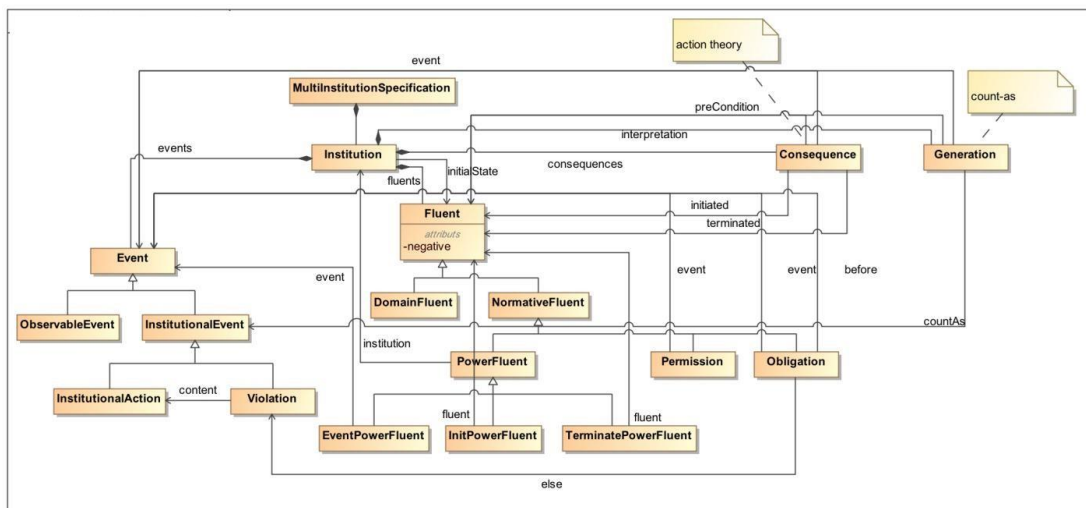 action theory
event
count-as
MultiInstitutionSpecification
preCondition
interpretation
events
Institution
Consequence
Generation
initialState
consequences
fluents
Fluent
initiated
attributs
terminated
-negative
Event
event
event
event
before
DomainFluent
NormativeFluent
ObservableEvent
InstitutionalEvent
countAs
institution
PowerFluent
Permission
Obligation
InstitutionalAction
content
Violation
fluent
fluent
EventPowerFluent
InitPowerFluent
TerminatePowerFluent
else